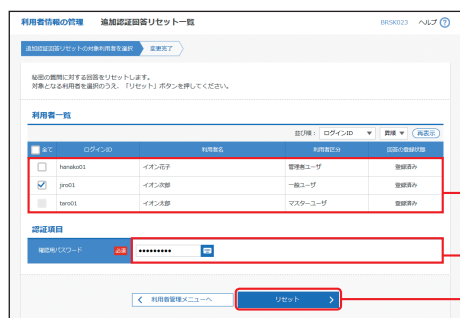 利用者情報の管理 追加認証回答リセット一覧 BRSK023 ヘルプ ?
追加認証回答リセットの対象利用者を選択 変更完了
秘密の質問に対する回答をリセットします。
対象となる利用者を選択のうえ、「リセット」ボタンを押してください。
利用者一覧
並び順： ログインID 昇順 再表示
全て ログインID 利用者名 利用者区分 回答の登録状態
hanako01 イオン花子 管理者ユーザ 登録済み
jiro01 イオン次郎 一般ユーザ 登録済み
taro01 イオン太郎 マスターユーザ 登録済み
認証項目
確認用パスワード 必須 •••••••••
利用者管理メニューへ リセット